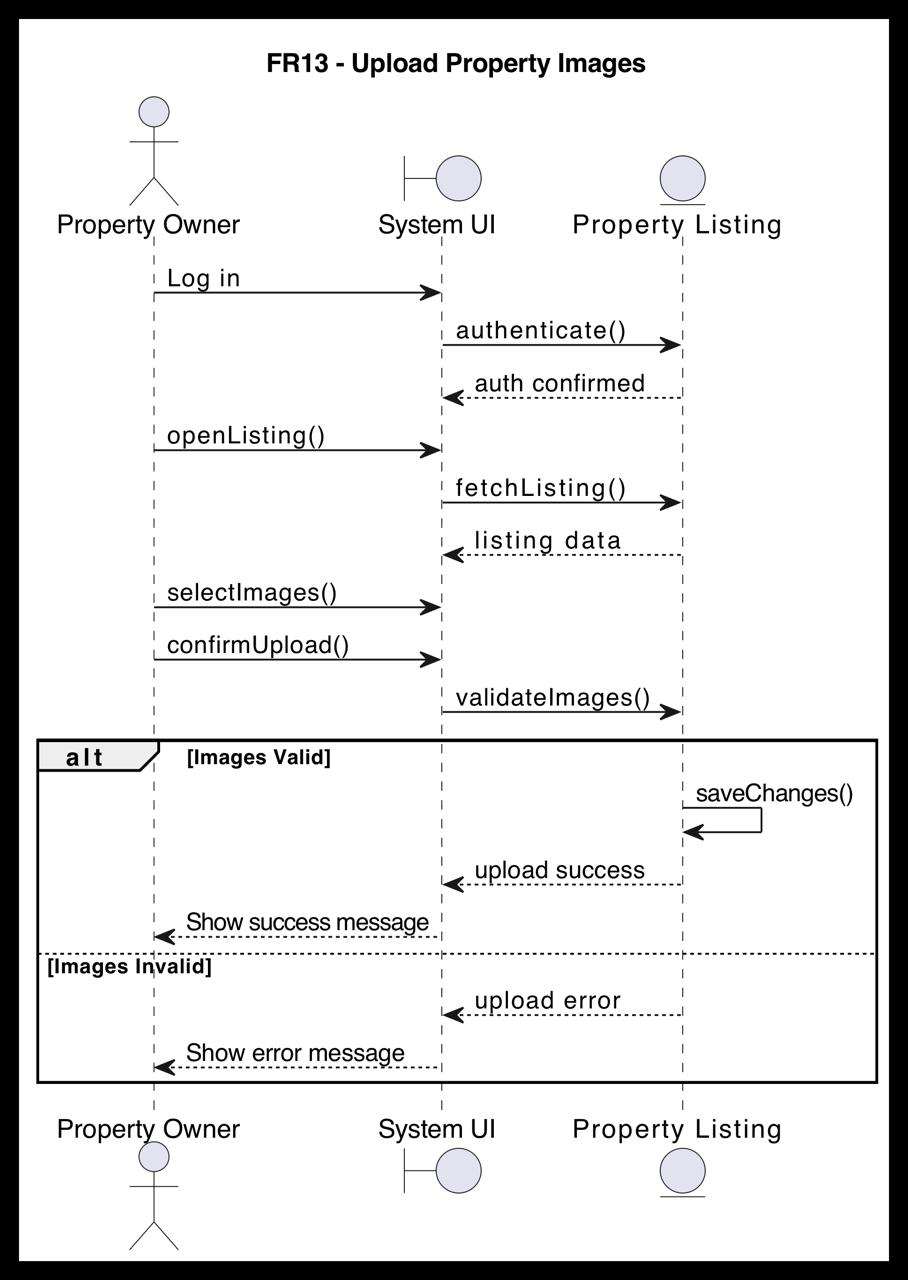 FR13 - Upload Property Images
Property Owner
System UI
Property Listing
Log in
authenticate()
auth confirmed
openListing()
fetchListing()
listing data
selectImages()
confirmUpload()
validateImages()
alt
[Images Valid]
saveChanges()
upload success
Show success message
[Images Invalid]
upload error
Show error message
Property Owner
System UI
Property Listing